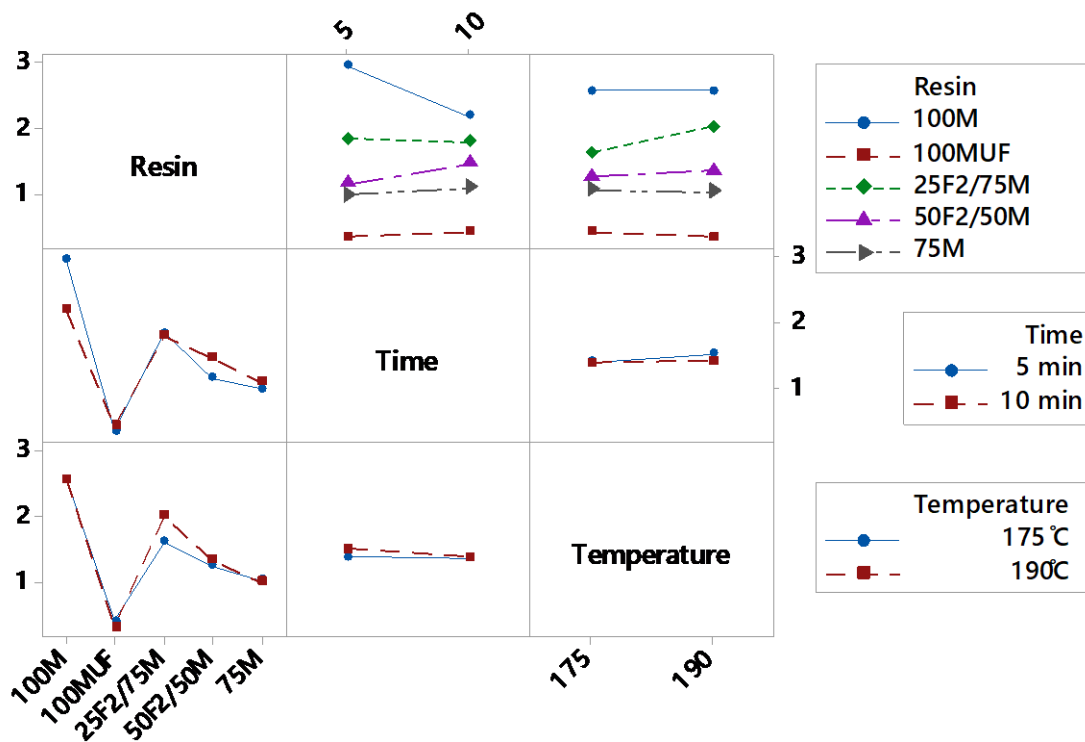 5 10
3
2
1
Resin
Resin
100M
100MUF
25F2/75M
50F2/50M
75M
Time
3
2
1
Time
5 min
10 min
3
2
1
Temperature
Temperature
175°C
190°C
100M
100MUF
25F2/75M
50F2/50M
75M
175
190